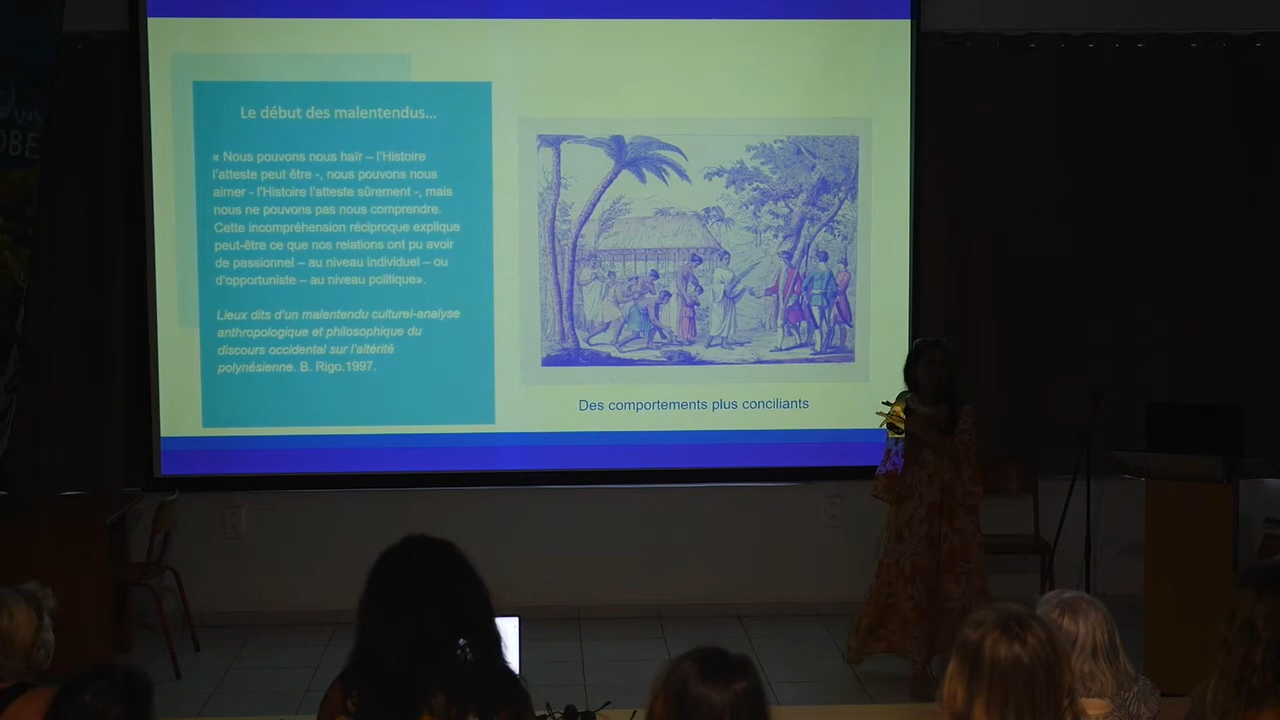 Le début des malentendus...
« Nous pouvons nous haïr – l'Histoire
l'atteste peut être -, nous pouvons nous
aimer - l'Histoire l'atteste sûrement -, mais
nous ne pouvons pas nous comprendre.
Cette incompréhension réciproque explique
peut-être ce que nos relations ont pu avoir
de passionnel – au niveau individuel – ou
d'opportuniste – au niveau politique».
Lieux dits d'un malentendu culturel-analyse
anthropologique et philosophique du
discours occidental sur l'altérité
polynésienne. B. Rigo.1997.
Des comportements plus conciliants